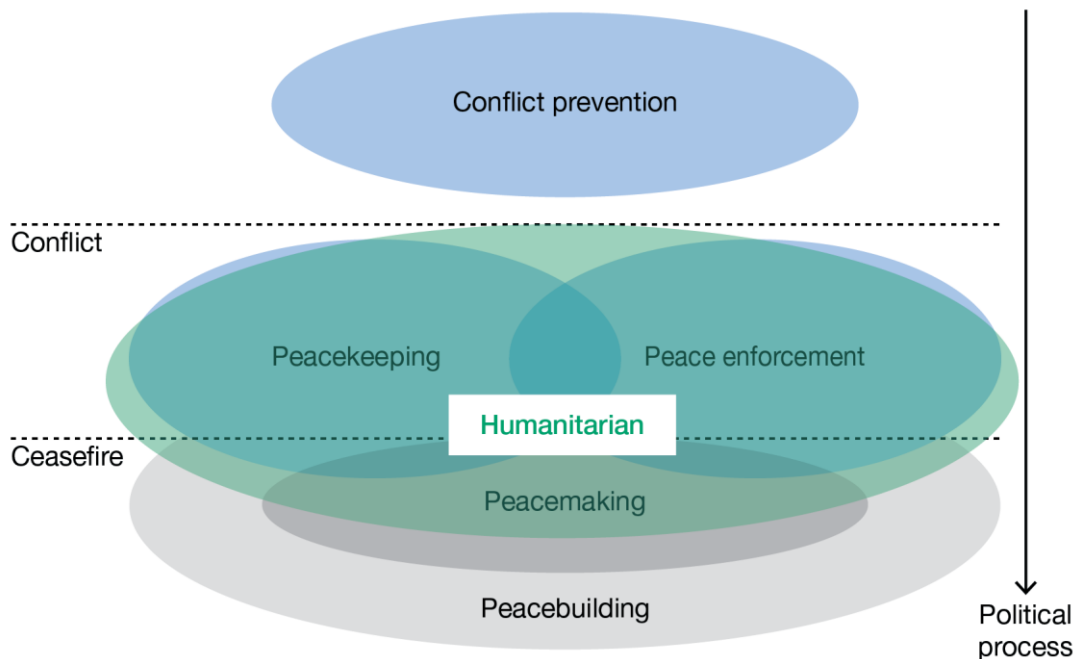 Conflict prevention
Conflict
Peacekeeping
Peace enforcement
Humanitarian
Ceasefire
Peacemaking
Peacebuilding
Political
process